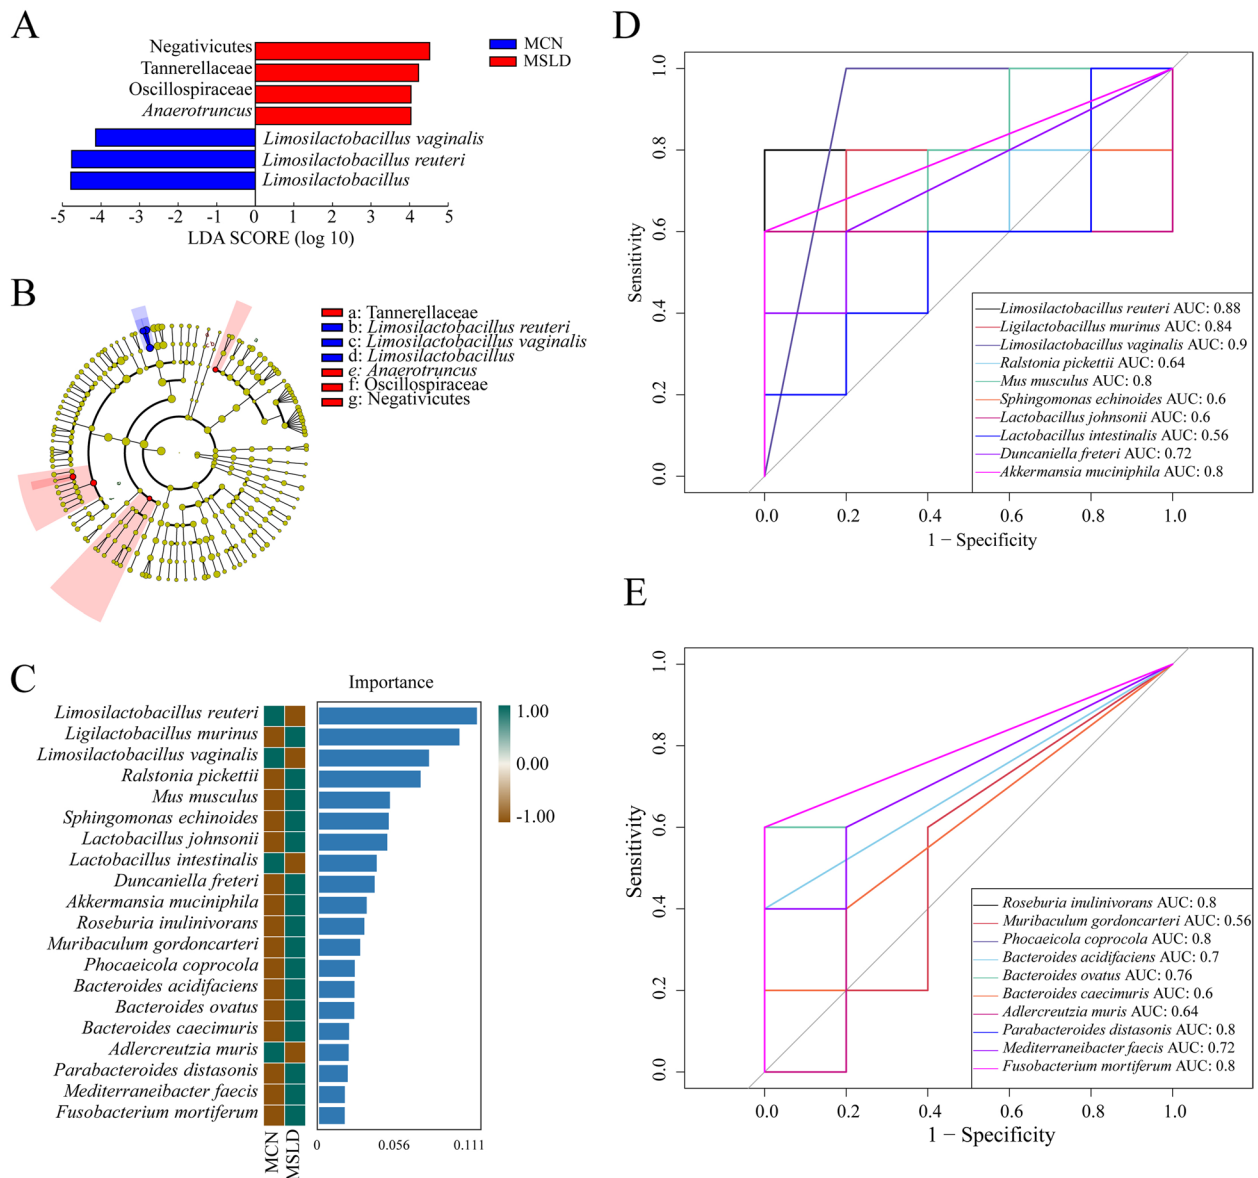 A
Negativicutes
Tannerellaceae
Oscillospiraceae
Anaerotruncus
Limosilactobacillus vaginalis
Limosilactobacillus reuteri
Limosilactobacillus
MCN
MSLD
-5 -4 -3 -2 -1 0 1 2 3 4 5
LDA SCORE (log 10)
B
a: Tannerellaceae
b: Limosilactobacillus reuteri
c: Limosilactobacillus vaginalis
d: Limosilactobacillus
e: Anaerotruncus
f: Oscillospiraceae
g: Negativicutes
C
Importance
Limosilactobacillus reuteri
Ligilactobacillus murinus
Limosilactobacillus vaginalis
Ralstonia pickettii
Mus musculus
Sphingomonas echinoides
Lactobacillus johnsonii
Lactobacillus intestinalis
Duncaniella freteri
Akkermansia muciniphila
Roseburia inulinivorans
Muribaculum gordoncarteri
Phocaeicola coprocola
Bacteroides acidifaciens
Bacteroides ovatus
Bacteroides caecimuris
Adlercreutzia muris
Parabacteroides distasonis
Mediterraneibacter faecis
Fusobacterium mortiferum
MCN
MSLD
0 0.056 0.111
1.00
0.00
-1.00
D
Sensitivity
1.0
0.8
0.6
0.4
0.2
0.0
Limosilactobacillus reuteri AUC: 0.88
Ligilactobacillus murinus AUC: 0.84
Limosilactobacillus vaginalis AUC: 0.9
Ralstonia pickettii AUC: 0.64
Mus musculus AUC: 0.8
Sphingomonas echinoides AUC: 0.6
Lactobacillus johnsonii AUC: 0.6
Lactobacillus intestinalis AUC: 0.56
Duncaniella freteri AUC: 0.72
Akkermansia muciniphila AUC: 0.8
0.0 0.2 0.4 0.6 0.8 1.0
1 − Specificity
E
Sensitivity
1.0
0.8
0.6
0.4
0.2
0.0
Roseburia inulinivorans AUC: 0.8
Muribaculum gordoncarteri AUC: 0.56
Phocaeicola coprocola AUC: 0.8
Bacteroides acidifaciens AUC: 0.7
Bacteroides ovatus AUC: 0.76
Bacteroides caecimuris AUC: 0.6
Adlercreutzia muris AUC: 0.64
Parabacteroides distasonis AUC: 0.8
Mediterraneibacter faecis AUC: 0.72
Fusobacterium mortiferum AUC: 0.8
0.0 0.2 0.4 0.6 0.8 1.0
1 − Specificity